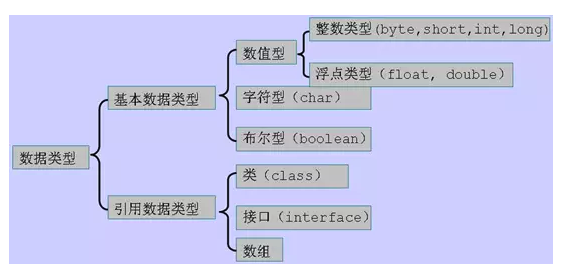 整数类型(byte,short,int,long)
数值型
浮点类型（float, double）
基本数据类型
字符型（char）
布尔型（boolean）
数据类型
类（class）
引用数据类型
接口（interface）
数组